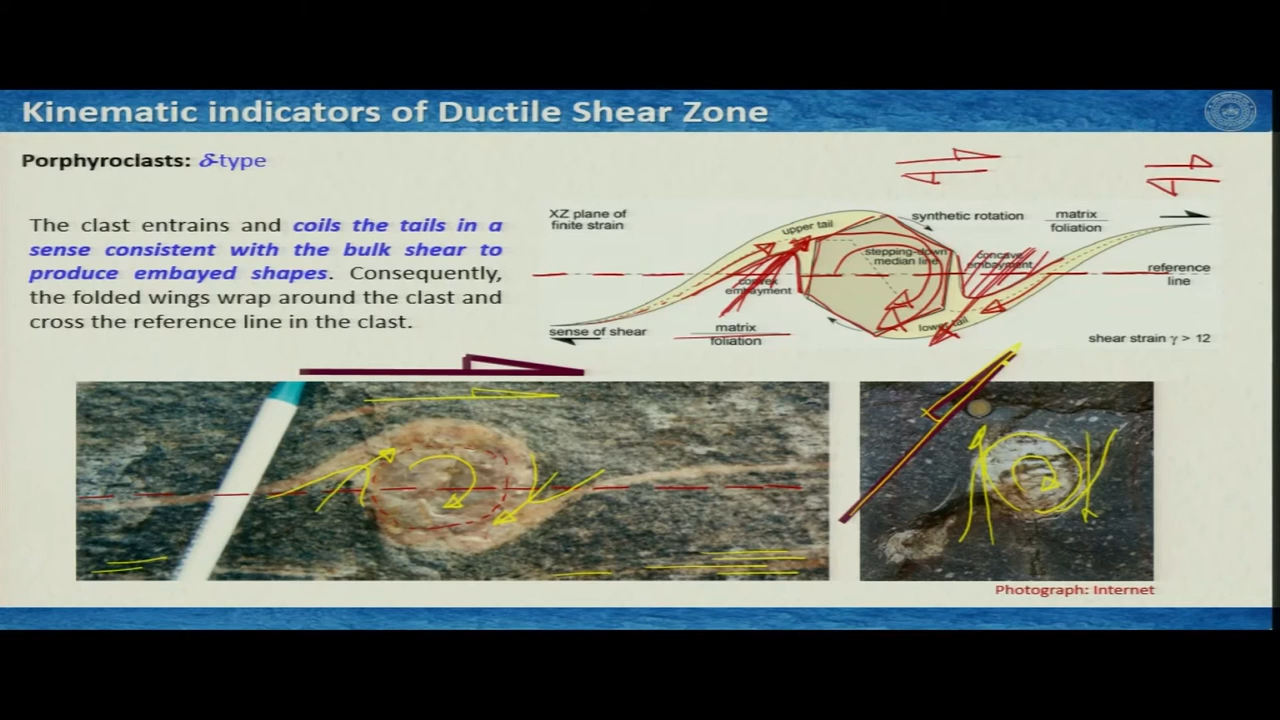 Kinematic indicators of Ductile Shear Zone
Porphyroclasts: δ-type
The clast entrains and coils the tails in a
sense consistent with the bulk shear to
produce embayed shapes. Consequently,
the folded wings wrap around the clast and
cross the reference line in the clast.
XZ plane of
finite strain
upper tail
synthetic rotation
matrix
foliation
stepping-down
median line
concave
embayment
convex
embayment
reference
line
sense of shear
matrix
foliation
lower tail
shear strain γ > 12
Photograph: Internet